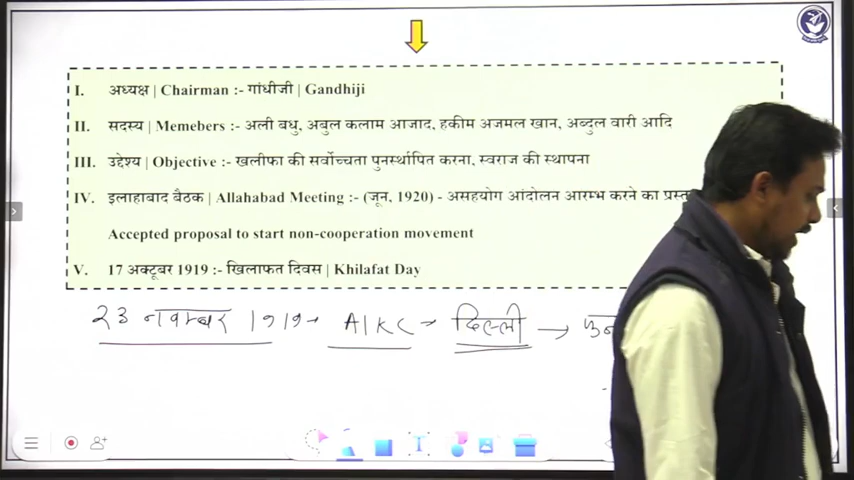 I. अध्यक्ष | Chairman :- गांधीजी | Gandhiji
II. सदस्य | Memebers :- अली बधु, अबुल कलाम आजाद, हकीम अजमल खान, अब्दुल वारी आदि
III. उद्देश्य | Objective :- खलीफा की सर्वोच्चता पुनर्स्थापित करना, स्वराज की स्थापना
IV. इलाहाबाद बैठक | Allahabad Meeting :- (जून, 1920) - असहयोग आंदोलन आरम्भ करने का
Accepted proposal to start non-cooperation movement
V. 17 अक्टूबर 1919 :- खिलाफत दिवस | Khilafat Day
23 नवम्बर 1919 → AIKC → दिल्ली →